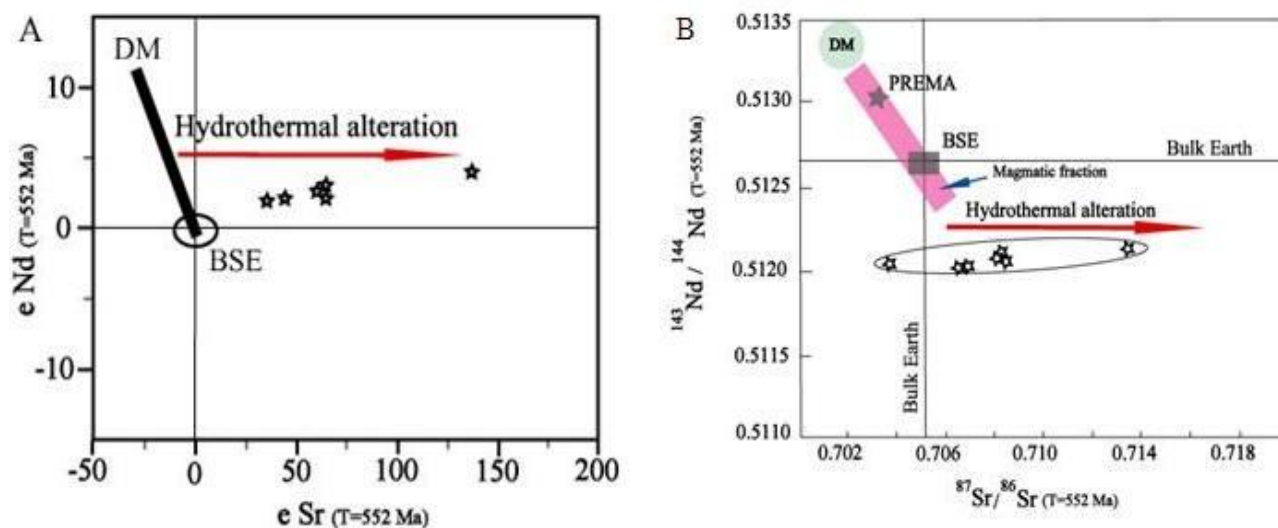 A
DM
10
Hydrothermal alteration
0
BSE
-10
e Nd (T=552 Ma)
-50 0 50 100 150 200
e Sr (T=552 Ma)
B
0.5135
DM
0.5130
PREMA
BSE
Bulk Earth
0.5125
Magmatic fraction
Hydrothermal alteration
0.5120
0.5115
Bulk Earth
0.5110
143Nd / 144Nd (T=552 Ma)
0.702 0.706 0.710 0.714 0.718
87Sr/86Sr (T=552 Ma)